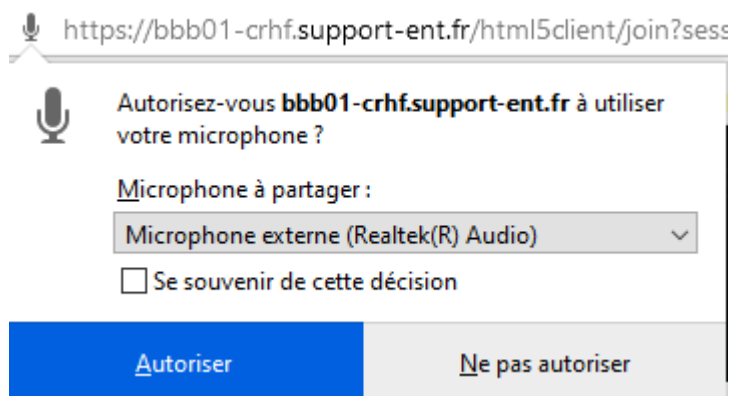 https://bbb01-crhf.support-ent.fr/html5client/join?sess
Autorisez-vous bbb01-crhf.support-ent.fr à utiliser
votre microphone ?
Microphone à partager :
Microphone externe (Realtek(R) Audio)
Se souvenir de cette décision
Autoriser
Ne pas autoriser